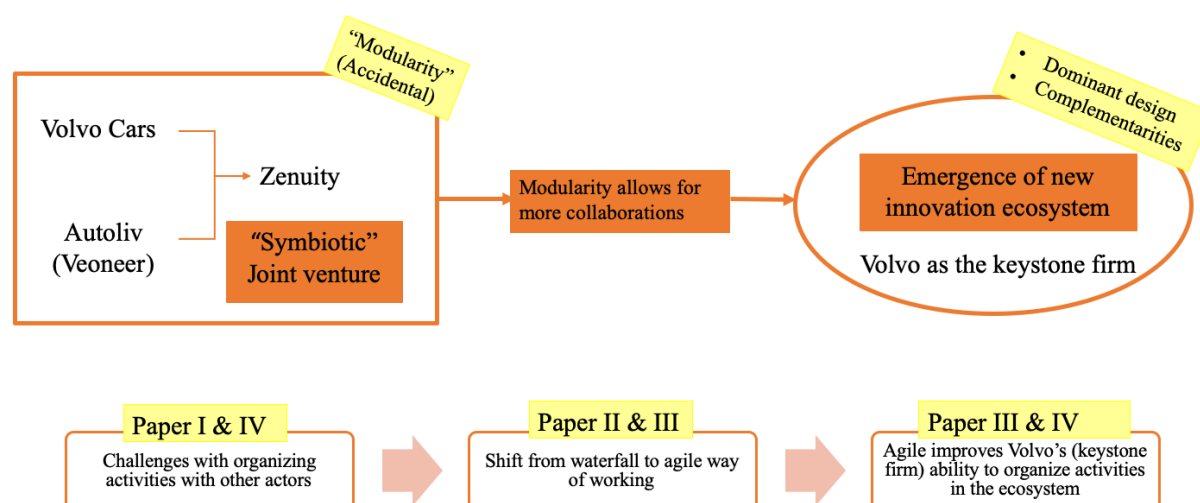 “Modularity”
(Accidental)
Volvo Cars
Zenuity
Autoliv
(Veoneer)
“Symbiotic”
Joint venture
Modularity allows for
more collaborations
• Dominant design
• Complementarities
Emergence of new
innovation ecosystem
Volvo as the keystone firm
Paper I & IV
Challenges with organizing
activities with other actors
Paper II & III
Shift from waterfall to agile way
of working
Paper III & IV
Agile improves Volvo’s (keystone
firm) ability to organize activities
in the ecosystem